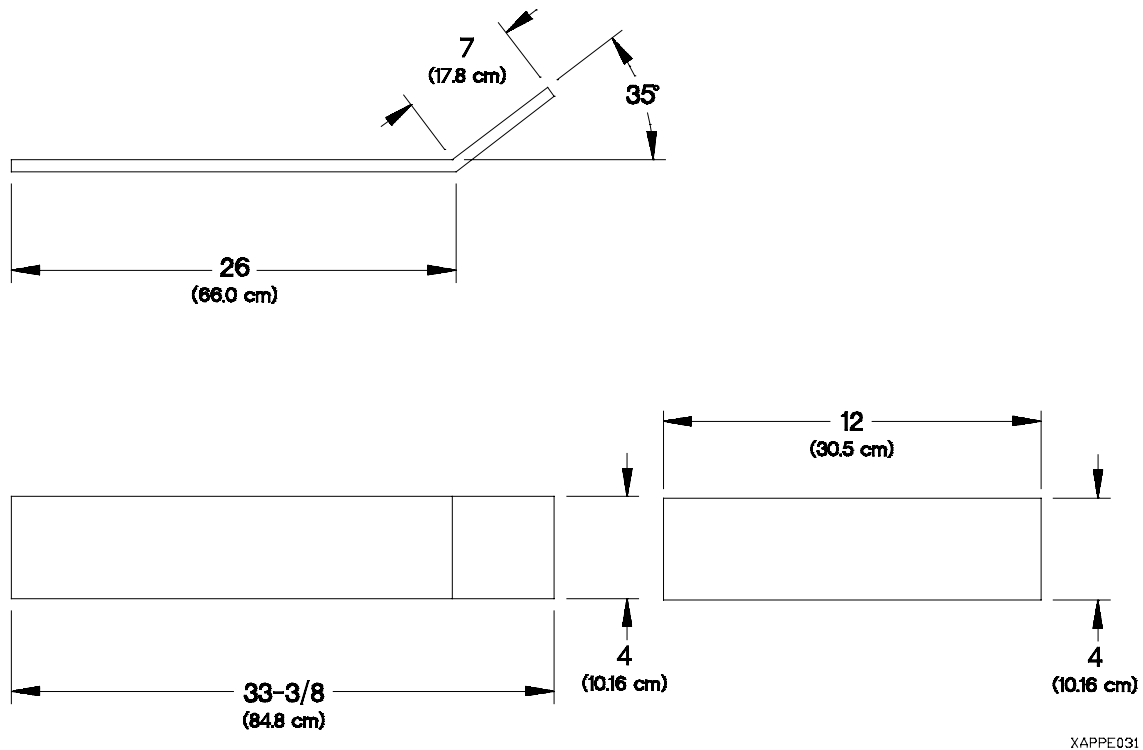 7
(17.8 cm)
35°
26
(66.0 cm)
12
(30.5 cm)
4
(10.16 cm)
4
(10.16 cm)
33-3/8
(84.8 cm)
XAPPE031